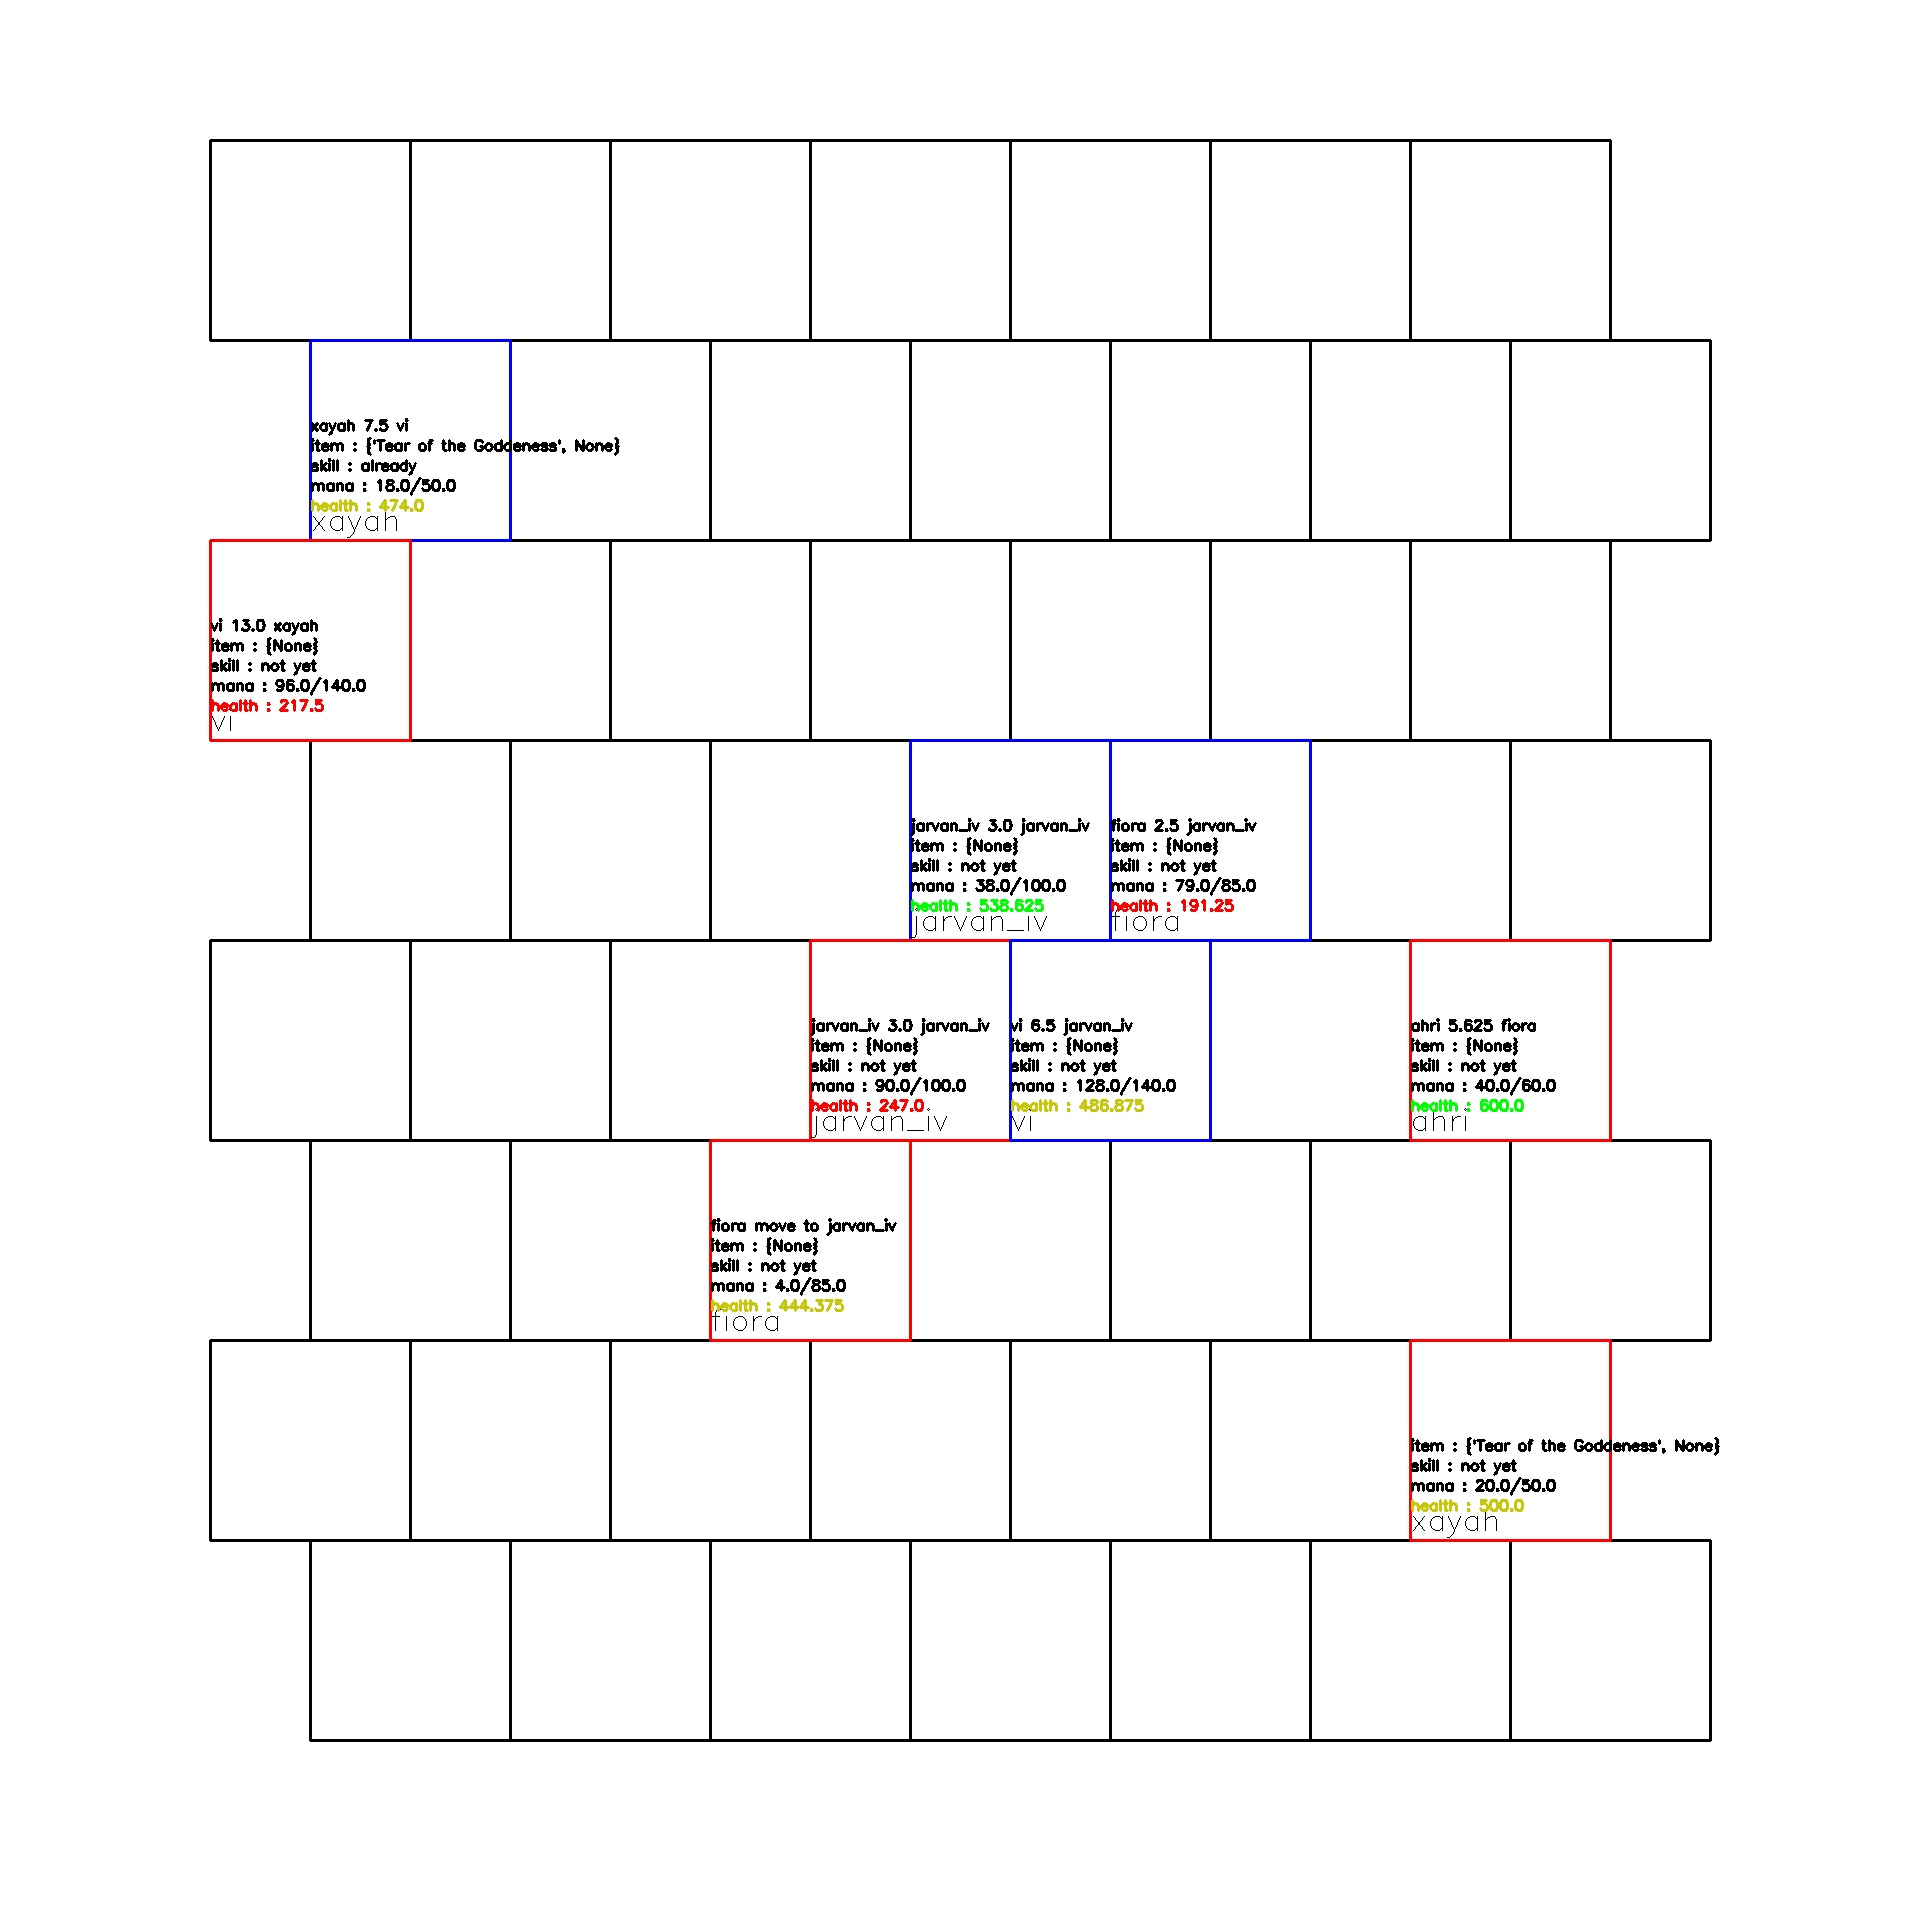 xayah 7.5 vi
item : {'Tear of the Goddeness', None}
skill : already
mana : 18.0/50.0
health : 474.0
xayah
vi 13.0 xayah
item : {None}
skill : not yet
mana : 96.0/140.0
health : 217.5
vi
jarvan_iv 3.0 jarvan_iv
item : {None}
skill : not yet
mana : 38.0/100.0
health : 538.625
jarvan_iv
fiora 2.5 jarvan_iv
item : {None}
skill : not yet
mana : 79.0/85.0
health : 191.25
fiora
jarvan_iv 3.0 jarvan_iv
item : {None}
skill : not yet
mana : 90.0/100.0
health : 247.0
jarvan_iv
vi 6.5 jarvan_iv
item : {None}
skill : not yet
mana : 128.0/140.0
health : 486.875
vi
ahri 5.625 fiora
item : {None}
skill : not yet
mana : 40.0/60.0
health : 600.0
ahri
fiora move to jarvan_iv
item : {None}
skill : not yet
mana : 4.0/85.0
health : 444.375
fiora
item : {'Tear of the Goddeness', None}
skill : not yet
mana : 20.0/50.0
health : 500.0
xayah